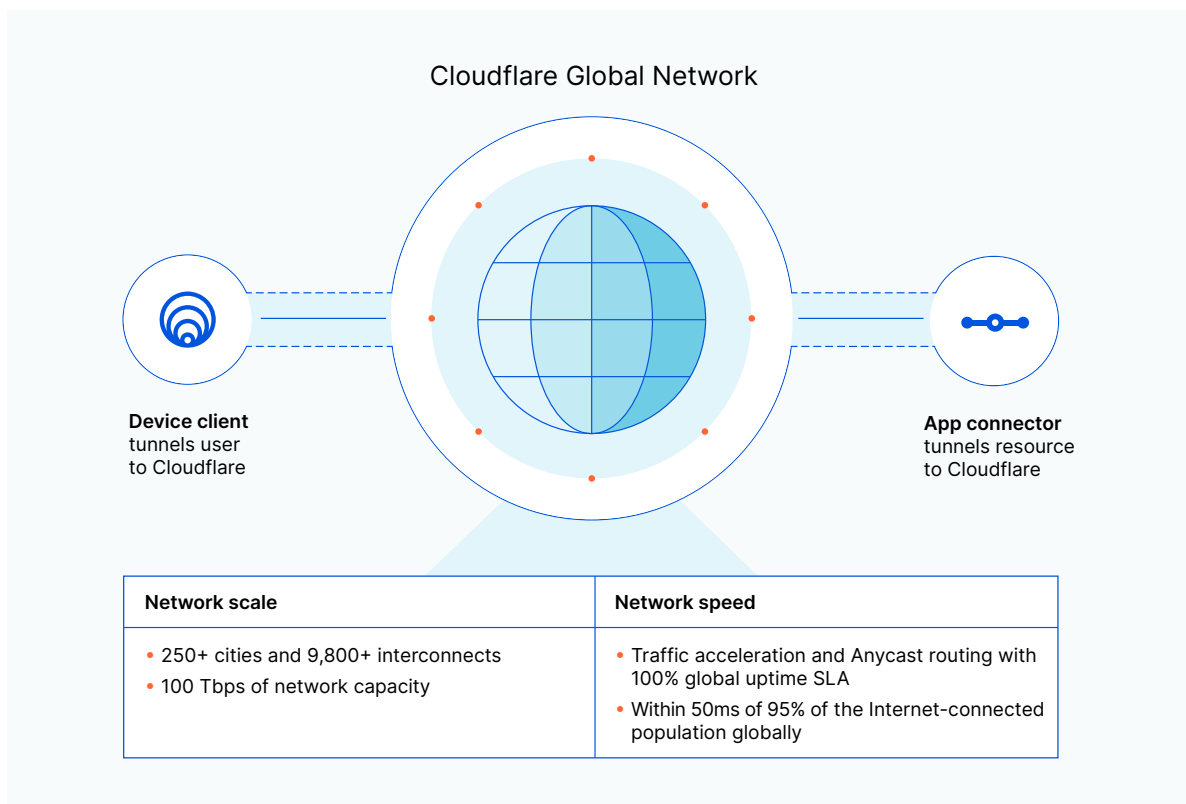 Cloudflare Global Network
Device client
tunnels user
to Cloudflare
App connector
tunnels resource
to Cloudflare
Network scale
• 250+ cities and 9,800+ interconnects
• 100 Tbps of network capacity
Network speed
• Traffic acceleration and Anycast routing with
100% global uptime SLA
• Within 50ms of 95% of the Internet-connected
population globally